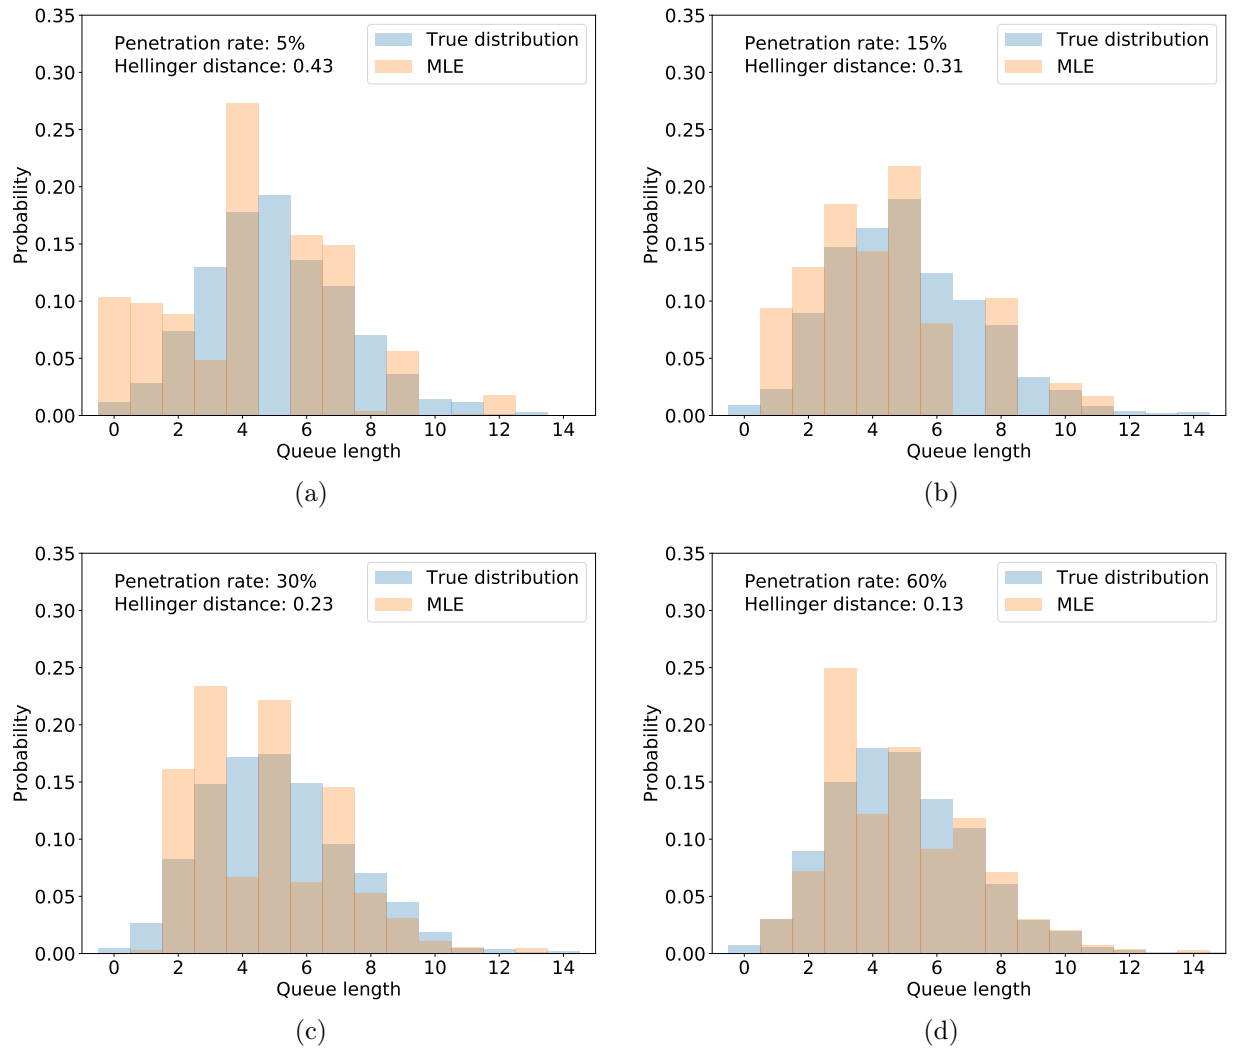 0.35
0.30
0.25
0.20
0.15
0.10
0.05
0.00
Probability
Penetration rate: 5%
Hellinger distance: 0.43
True distribution
MLE
0 2 4 6 8 10 12 14
Queue length
(a)
0.35
0.30
0.25
0.20
0.15
0.10
0.05
0.00
Probability
Penetration rate: 15%
Hellinger distance: 0.31
True distribution
MLE
0 2 4 6 8 10 12 14
Queue length
(b)
0.35
0.30
0.25
0.20
0.15
0.10
0.05
0.00
Probability
Penetration rate: 30%
Hellinger distance: 0.23
True distribution
MLE
0 2 4 6 8 10 12 14
Queue length
(c)
0.35
0.30
0.25
0.20
0.15
0.10
0.05
0.00
Probability
Penetration rate: 60%
Hellinger distance: 0.13
True distribution
MLE
0 2 4 6 8 10 12 14
Queue length
(d)